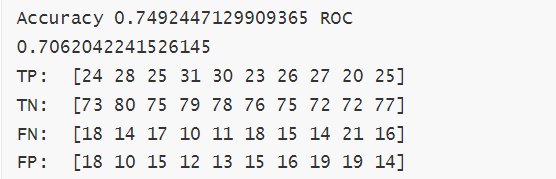 Accuracy 0.7492447129909365 ROC
0.7062042241526145
TP:  [24 28 25 31 30 23 26 27 20 25]
TN:  [73 80 75 79 78 76 75 72 72 77]
FN:  [18 14 17 10 11 18 15 14 21 16]
FP:  [18 10 15 12 13 15 16 19 19 14]